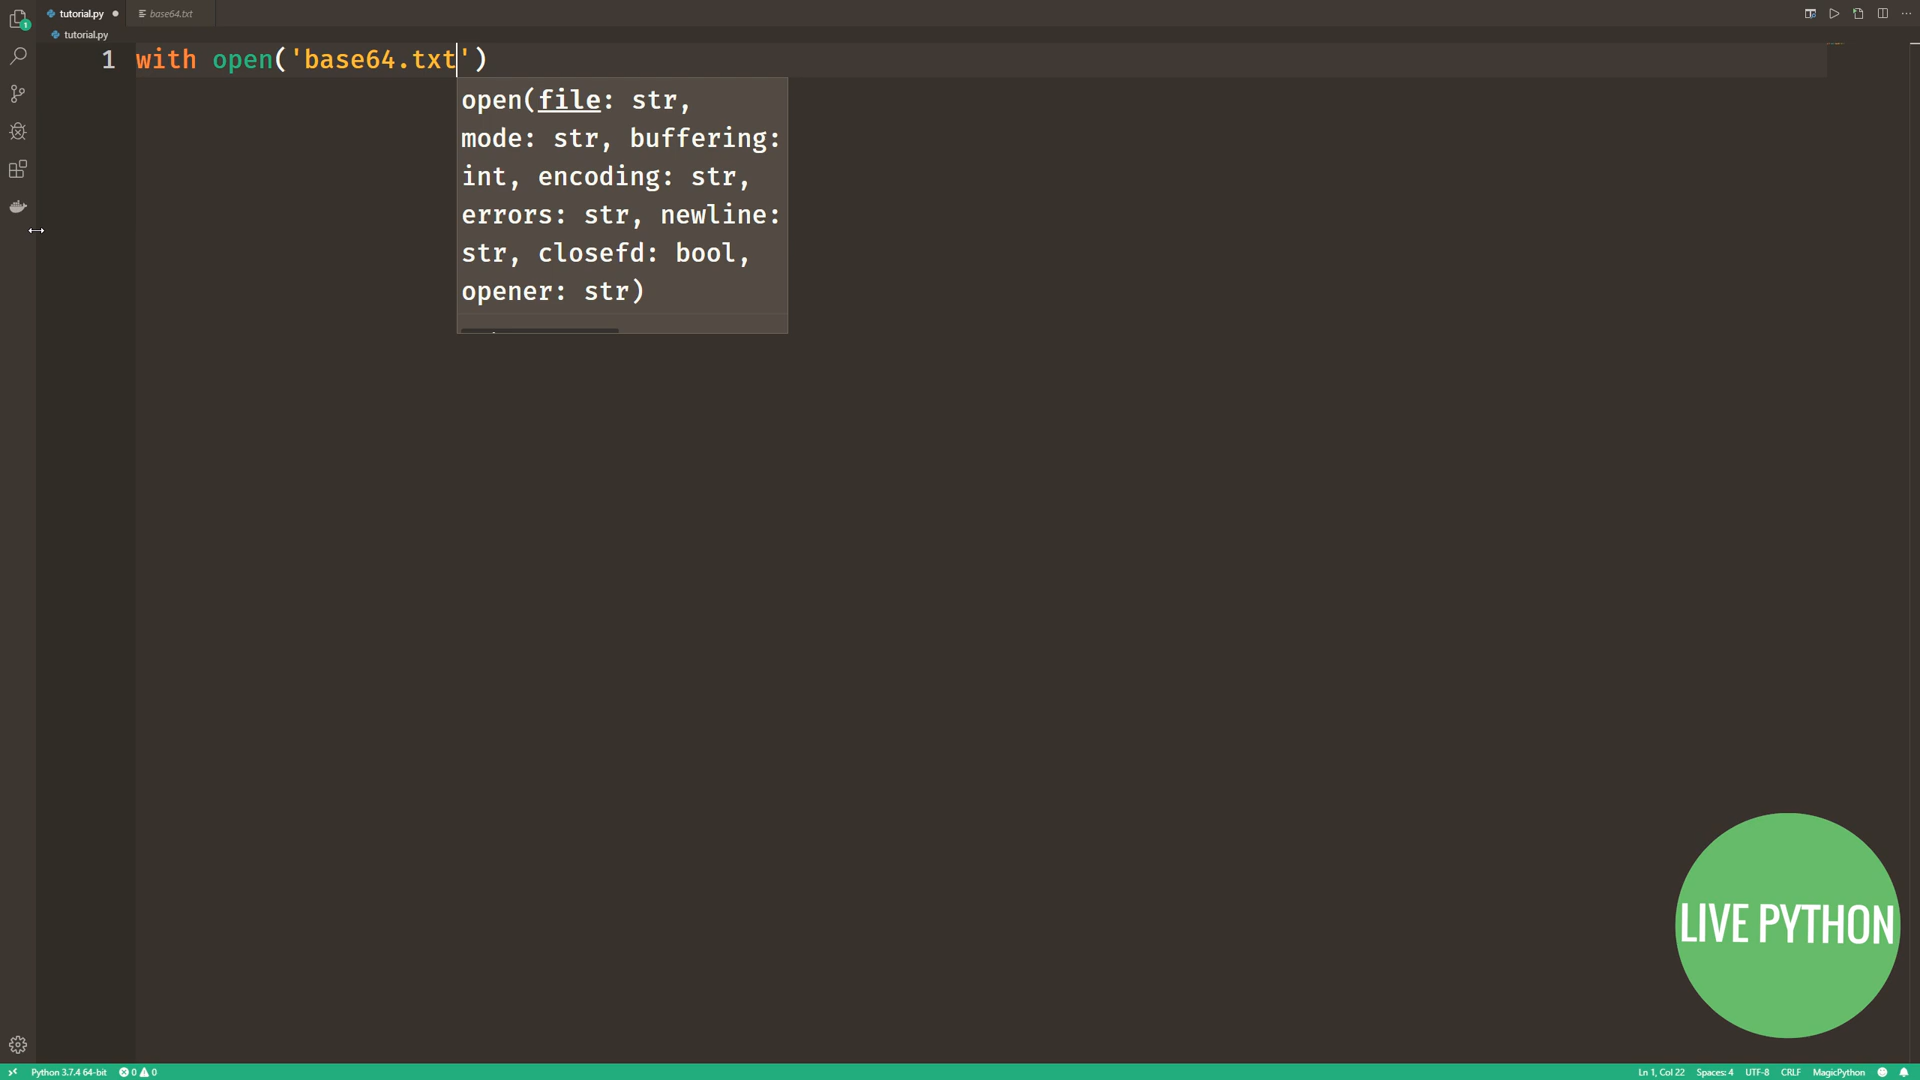 tutorial.py
base64.txt
tutorial.py
1
1 with open('base64.txt')
open(file: str,
mode: str, buffering:
int, encoding: str,
errors: str, newline:
str, closefd: bool,
opener: str)
LIVE PYTHON
Python 3.7.4 64-bit 0 0 Ln 1, Col 22 Spaces: 4 UTF-8 CRLF MagicPython